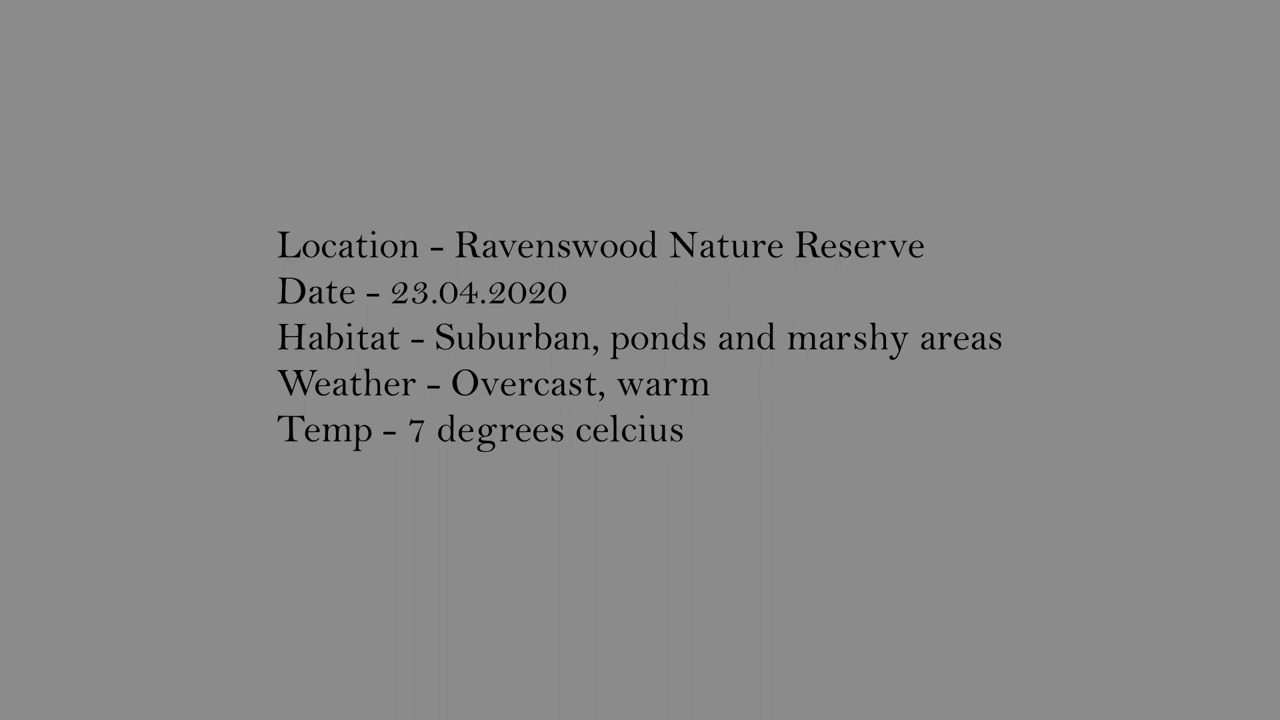 Location - Ravenswood Nature Reserve
Date - 23.04.2020
Habitat - Suburban, ponds and marshy areas
Weather - Overcast, warm
Temp - 7 degrees celcius